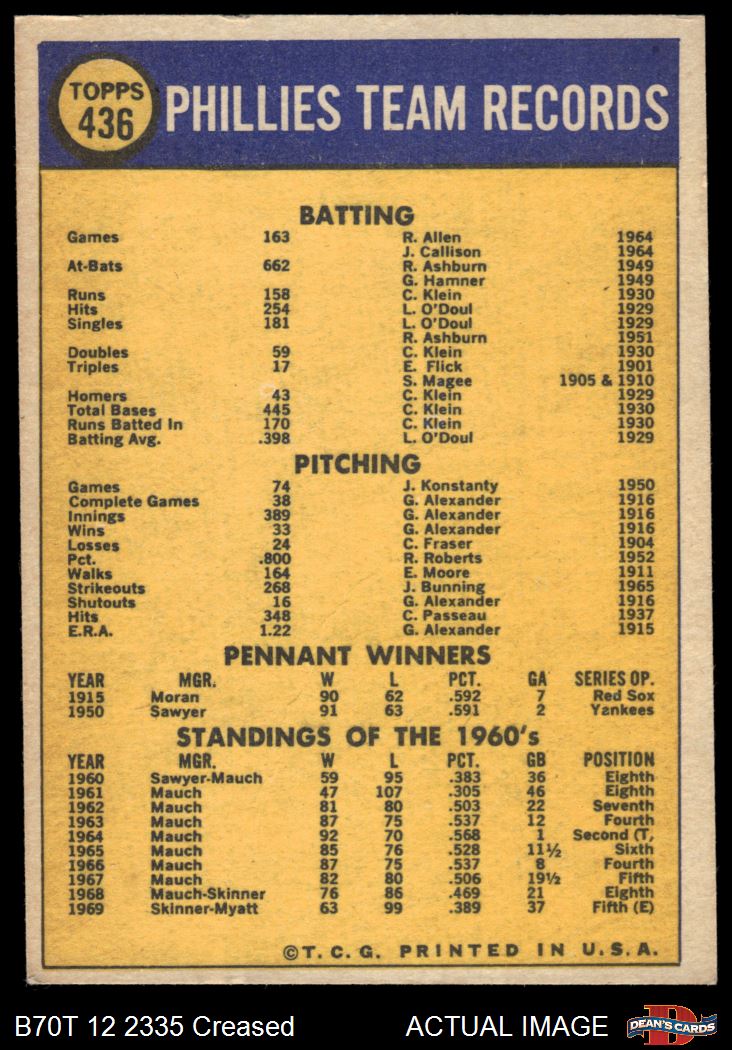 TOPPS
436
PHILLIES TEAM RECORDS
BATTING
Games 163 R. Allen 1964
J. Callison 1964
At-Bats 662 R. Ashburn 1949
G. Hamner 1949
Runs 158 C. Klein 1930
Hits 254 L. O'Doul 1929
Singles 181 L. O'Doul 1929
R. Ashburn 1951
Doubles 59 C. Klein 1930
Triples 17 E. Flick 1901
S. Magee 1905 & 1910
Homers 43 C. Klein 1929
Total Bases 445 C. Klein 1930
Runs Batted In 170 C. Klein 1930
Batting Avg. .398 L. O'Doul 1929
PITCHING
Games 74 J. Konstanty 1950
Complete Games 38 G. Alexander 1916
Innings 389 G. Alexander 1916
Wins 33 G. Alexander 1916
Losses 24 C. Fraser 1904
Pct. .800 R. Roberts 1952
Walks 164 E. Moore 1911
Strikeouts 268 J. Bunning 1965
Shutouts 16 G. Alexander 1916
Hits 348 C. Passeau 1937
E.R.A. 1.22 G. Alexander 1915
PENNANT WINNERS
YEAR MGR. W L PCT. GA SERIES OP.
1915 Moran 90 62 .592 7 Red Sox
1950 Sawyer 91 63 .591 2 Yankees
STANDINGS OF THE 1960's
YEAR MGR. W L PCT. GB POSITION
1960 Sawyer-Mauch 59 95 .383 36 Eighth
1961 Mauch 47 107 .305 46 Eighth
1962 Mauch 81 80 .503 22 Seventh
1963 Mauch 87 75 .537 12 Fourth
1964 Mauch 92 70 .568 1 Second (T,
1965 Mauch 85 76 .528 11½ Sixth
1966 Mauch 87 75 .537 8 Fourth
1967 Mauch 82 80 .506 19½ Fifth
1968 Mauch-Skinner 76 86 .469 21 Eighth
1969 Skinner-Myatt 63 99 .389 37 Fifth (E)
©T. C. G. PRINTED IN U.S.A.
B70T 12 2335 Creased ACTUAL IMAGE DEAN'S CARDS